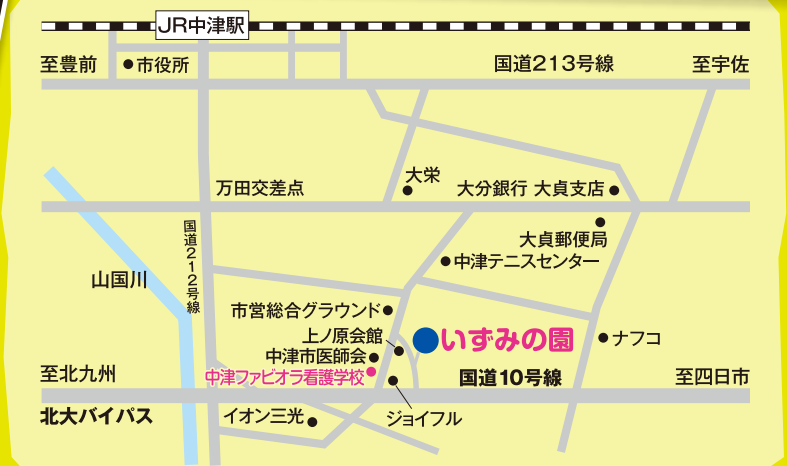 JR中津駅
至豊前
市役所
国道213号線
至宇佐
大栄
万田交差点
大分銀行 大貞支店
国道212号線
大貞郵便局
中津テニスセンター
山国川
市営総合グラウンド
上ノ原会館
いずみの園
ナフコ
中津市医師会
至北九州
中津ファビオラ看護学校
国道10号線
至四日市
北大バイパス
イオン三光
ジョイフル